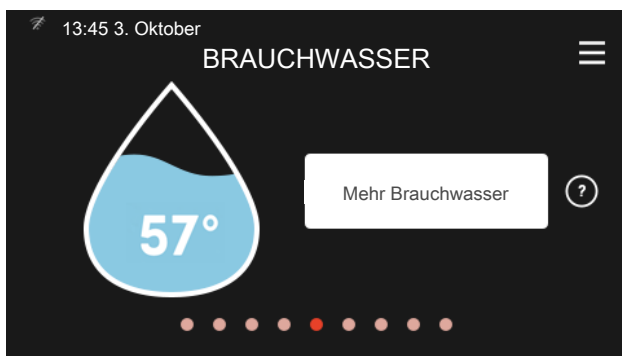 13:45 3. Oktober
BRAUCHWASSER
Mehr Brauchwasser
?
57°